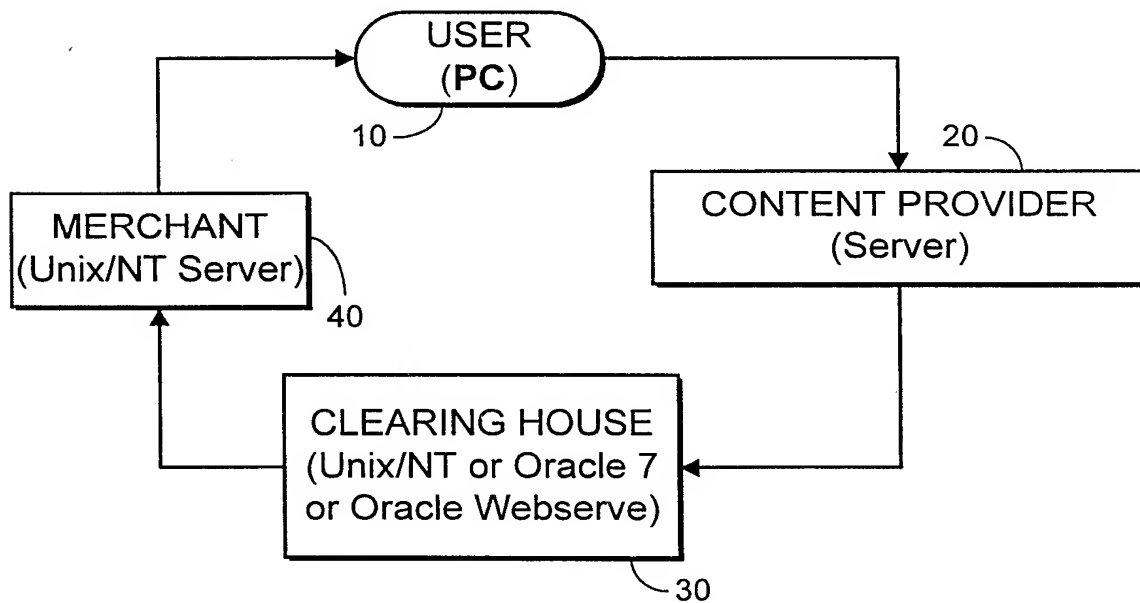 USER
(PC)
10
20
CONTENT PROVIDER
(Server)
MERCHANT
(Unix/NT Server)
40
CLEARING HOUSE
(Unix/NT or Oracle 7
or Oracle Webserve)
30